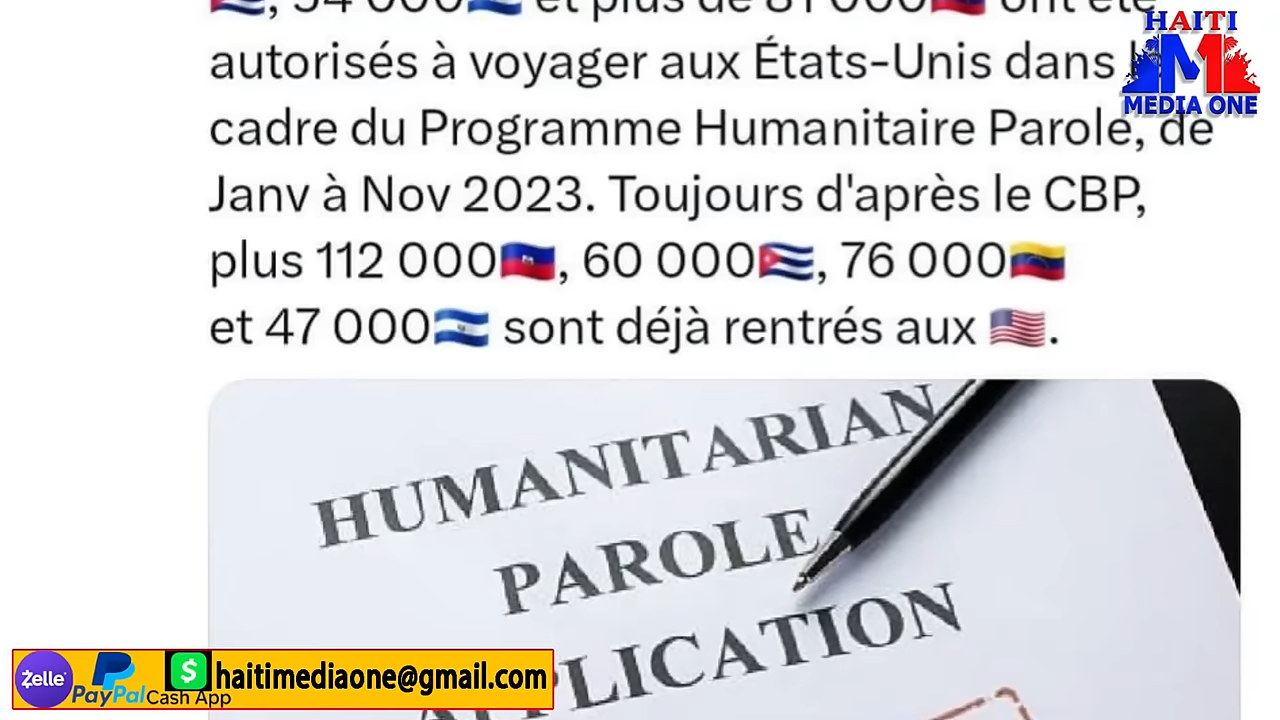 autorisés à voyager aux États-Unis dans
cadre du Programme Humanitaire Parole, de
Janv à Nov 2023. Toujours d'après le CBP,
plus 112 000🇭🇹, 60 000🇨🇺, 76 000🇻🇪
et 47 000🇸🇻 sont déjà rentrés aux 🇺🇸.
HAITI
M
MEDIA ONE
HUMANITARIAN
PAROLE
APPLICATION
Zelle
PayPal
$
Cash App
haitimediaone@gmail.com